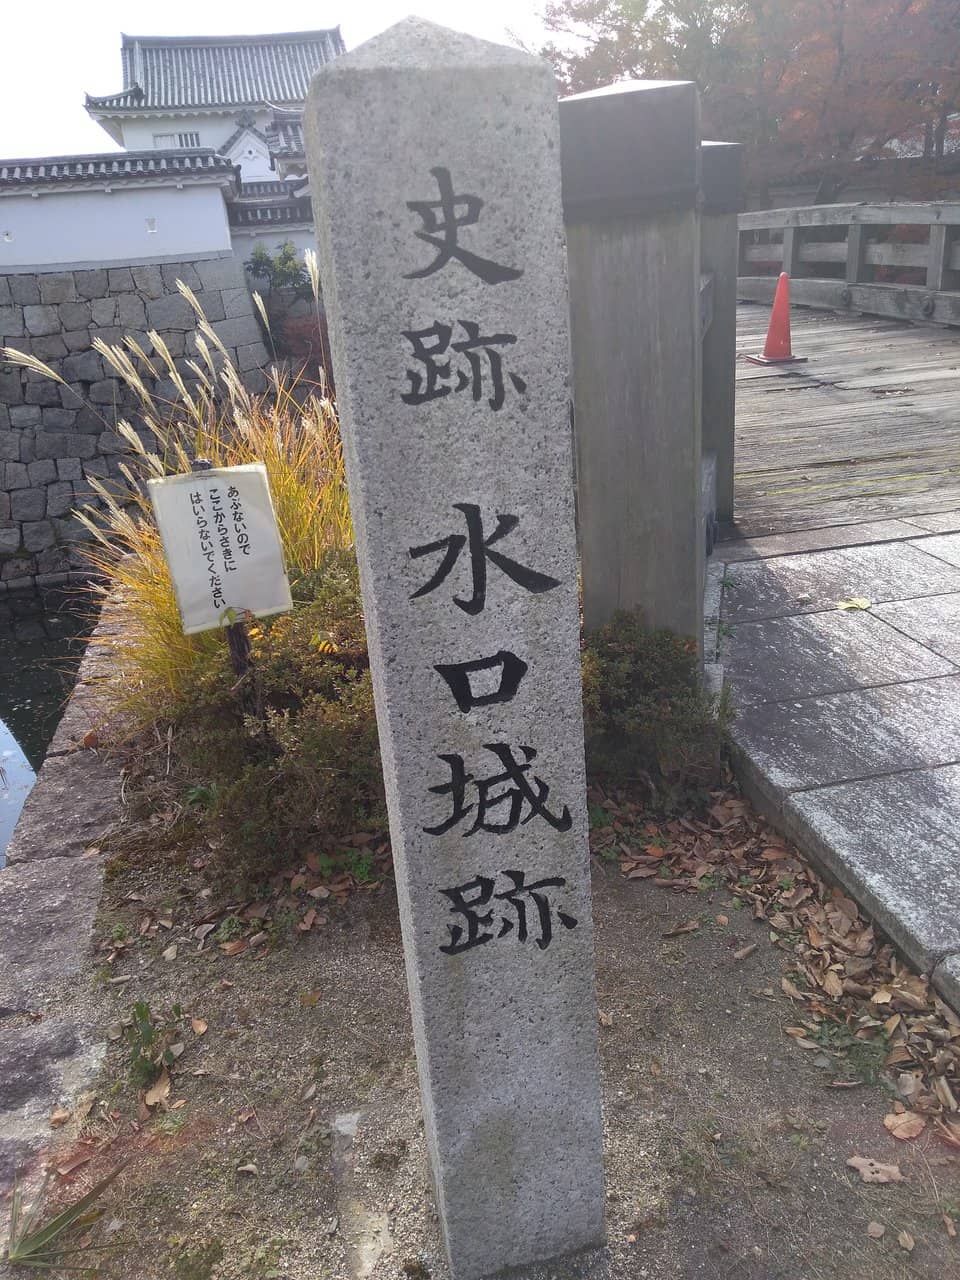 史跡 水口城跡
あぶないので
ここからさきに
はいらないでください